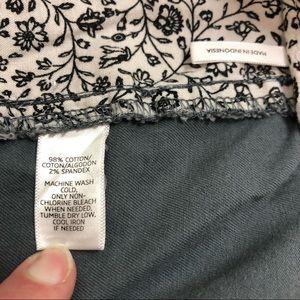 MADE IN INDONESIA
98% COTTON/
COTON/ALGODÓN
2% SPANDEX
MACHINE WASH
COLD,
ONLY NON-
CHLORINE BLEACH
WHEN NEEDED,
TUMBLE DRY LOW,
COOL IRON
IF NEEDED